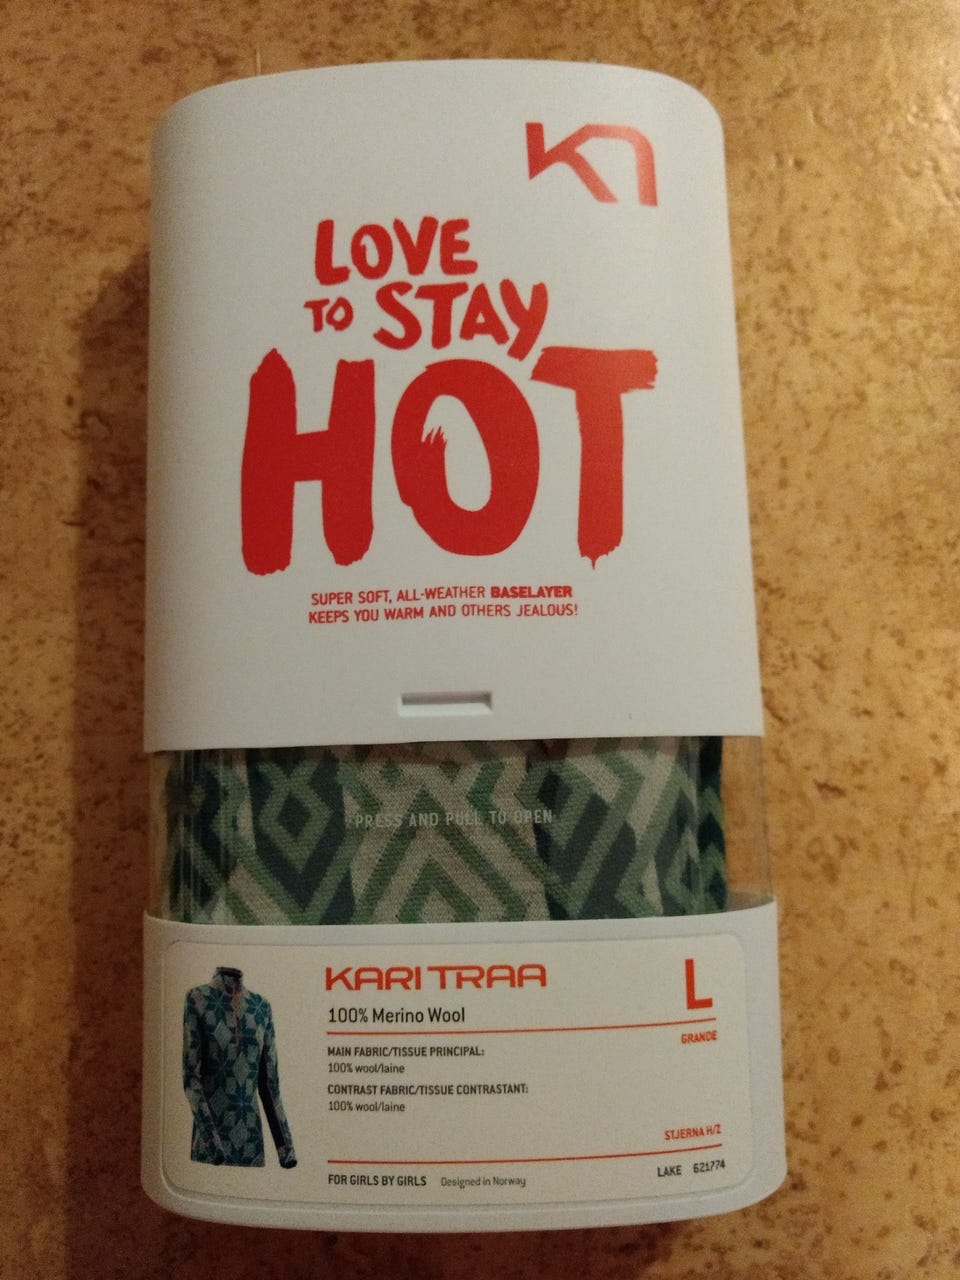 LOVE
TO STAY
HOT
SUPER SOFT, ALL-WEATHER BASELAYER
KEEPS YOU WARM AND OTHERS JEALOUS!
PRESS AND PULL TO OPEN
KARI TRAA
L
100% Merino Wool
GRANDE
MAIN FABRIC/TISSUE PRINCIPAL:
100% wool/laine
CONTRAST FABRIC/TISSUE CONTRASTANT:
100% wool/laine
STJERNA H/Z
FOR GIRLS BY GIRLS Designed in Norway
LAKE 621774